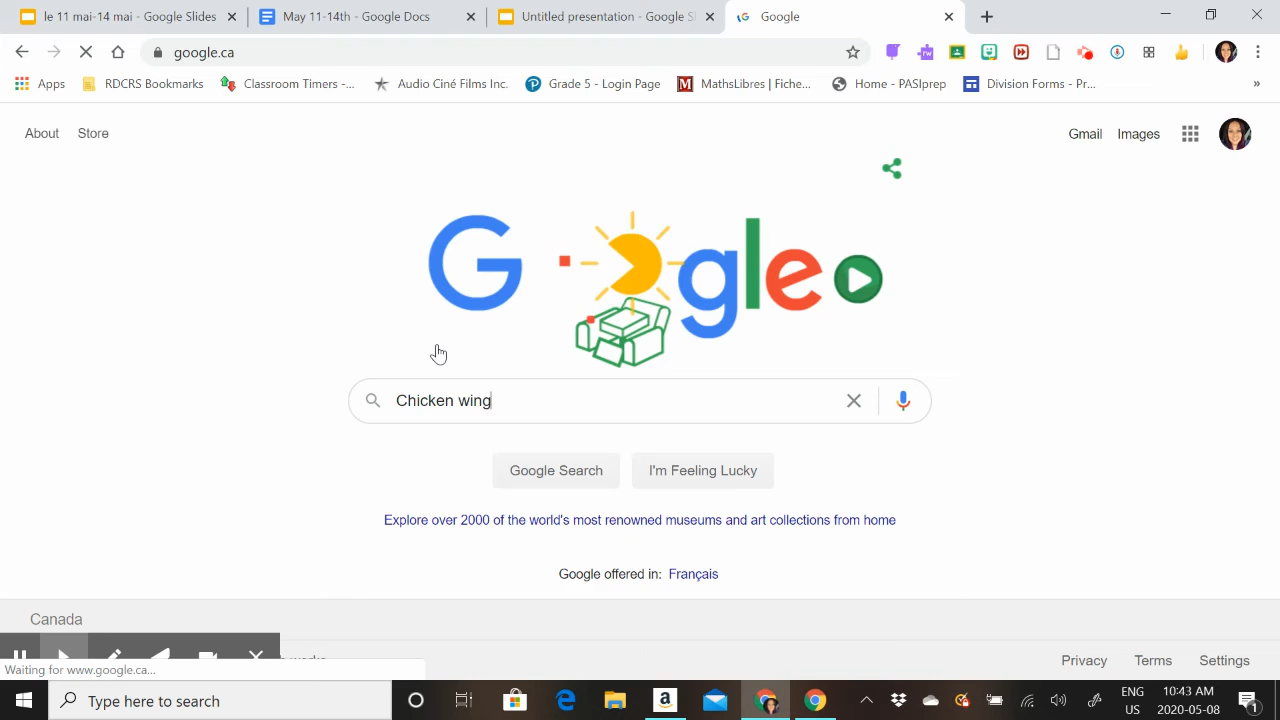 le 11 mai-14 mai - Google Slides
May 11-14th - Google Docs
Untitled presentation - Google Sl
Google
google.ca
rw
Apps
RDCRS Bookmarks
Classroom Timers -...
Audio Ciné Films Inc.
Grade 5 - Login Page
MathsLibres | Fiche...
Home - PASIprep
Division Forms - Pr...
»
About
Store
Gmail
Images
G gle
Chicken wing
Google Search
I'm Feeling Lucky
Explore over 2000 of the world's most renowned museums and art collections from home
Google offered in: Français
Canada
Privacy
Terms
Settings
Waiting for www.google.ca...
Type here to search
a
ENG
US
10:43 AM
2020-05-08
1